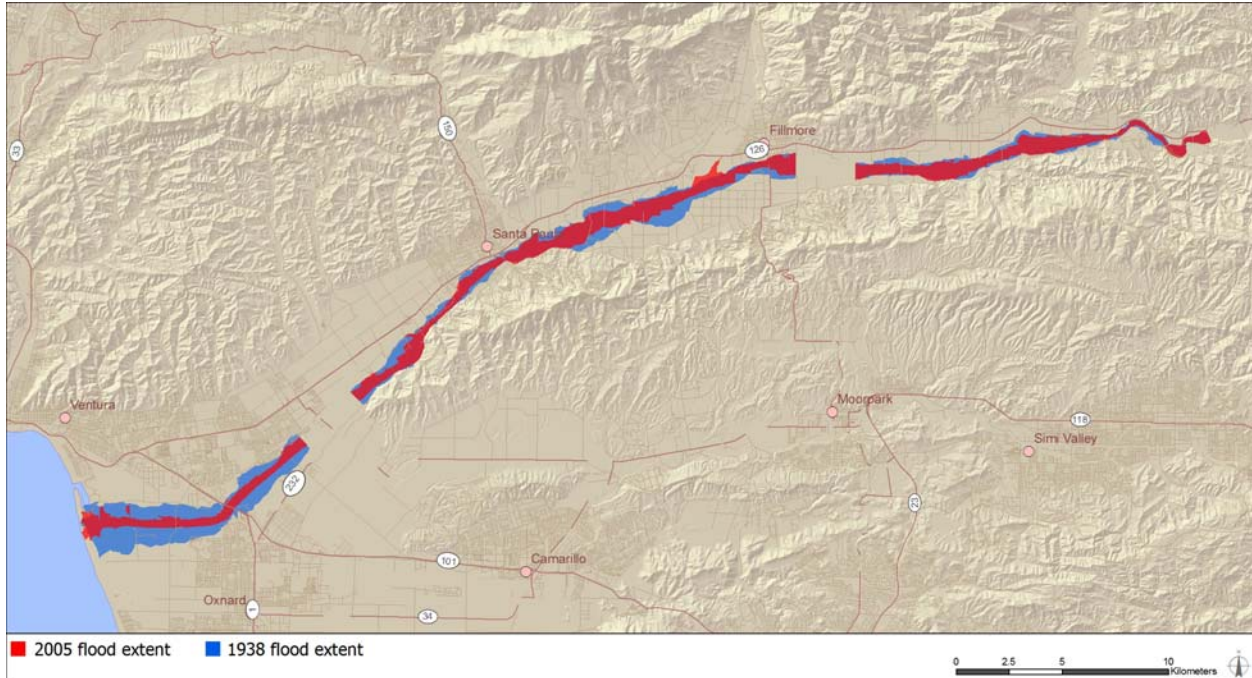 150
33
Fillmore
126
Santa Paula
Ventura
Moorpark
118
Simi Valley
232
23
101
Camarillo
Oxnard
1
34
2005 flood extent
1938 flood extent
0 2.5 5 10
Kilometers